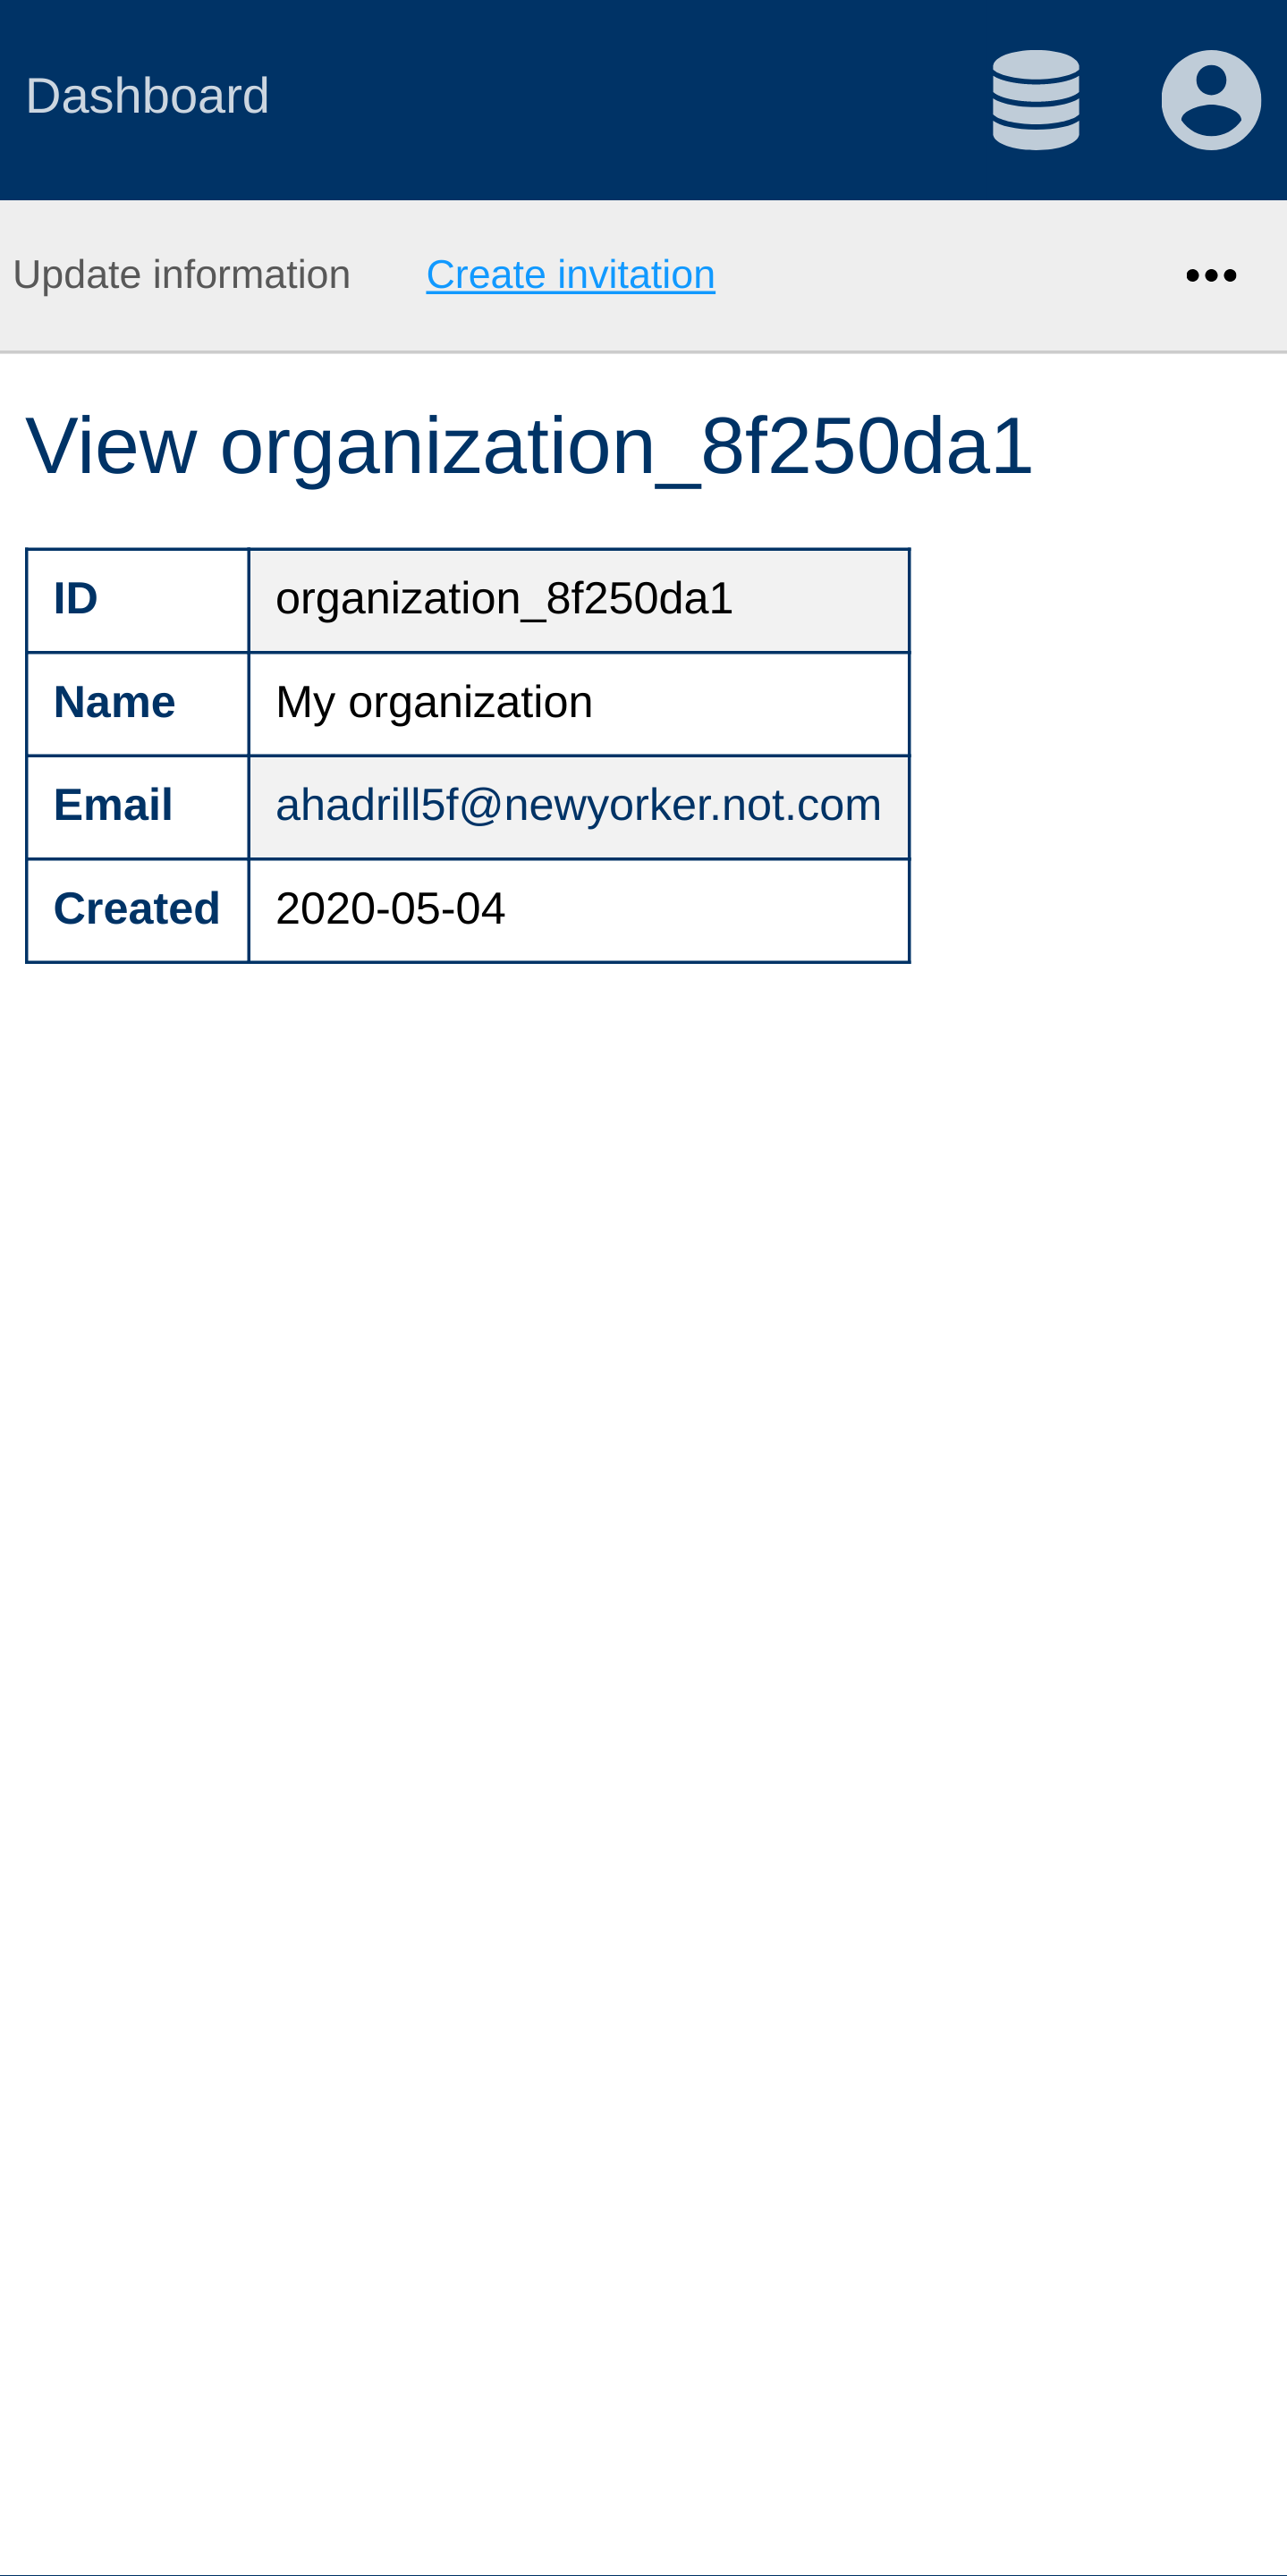 Dashboard
Update information Create invitation
View organization_8f250da1
ID organization_8f250da1
Name My organization
Email ahadrill5f@newyorker.not.com
Created 2020-05-04